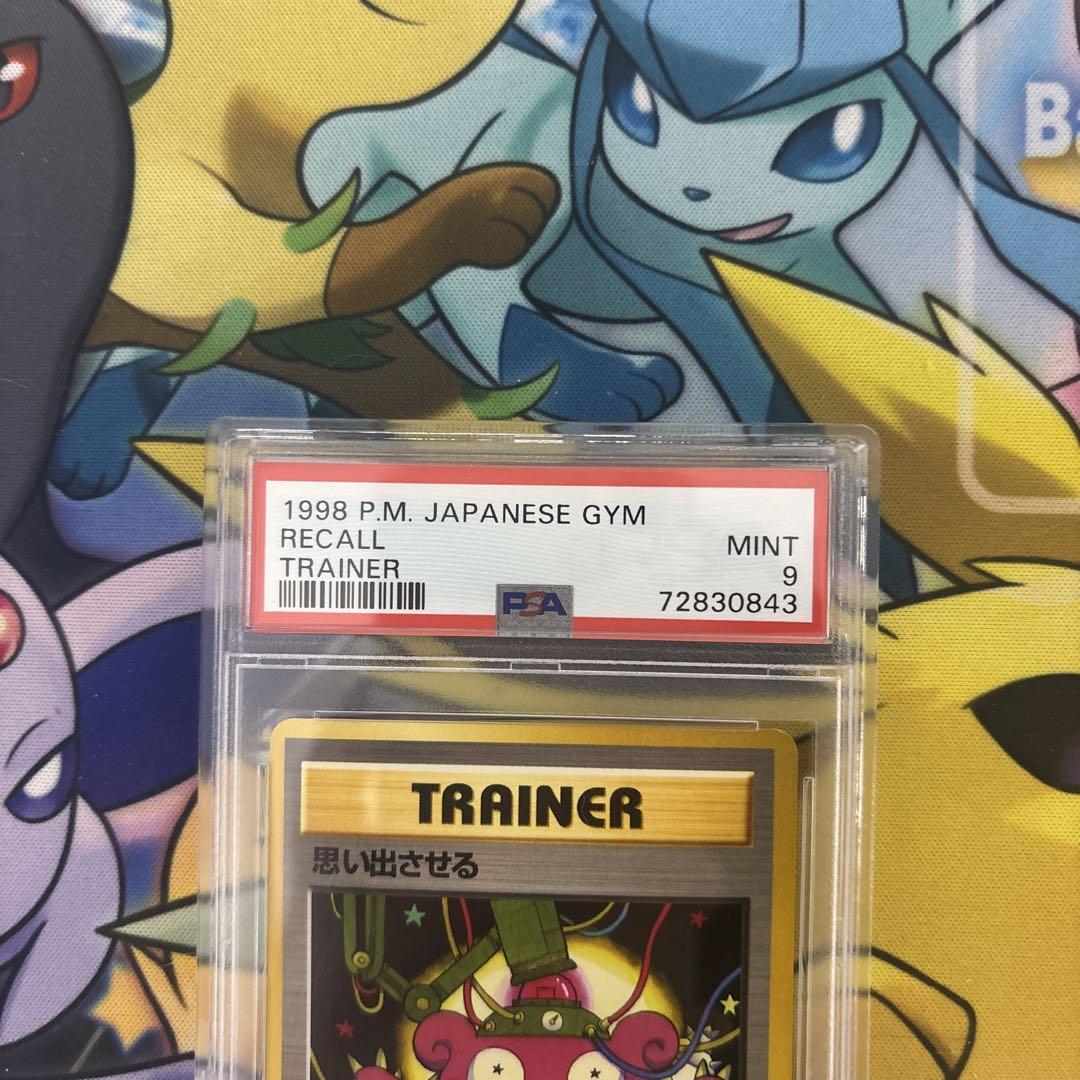 1998 P.M. JAPANESE GYM
RECALL
TRAINER
MINT
9
72830843
PSA
TRAINER
思い出させる